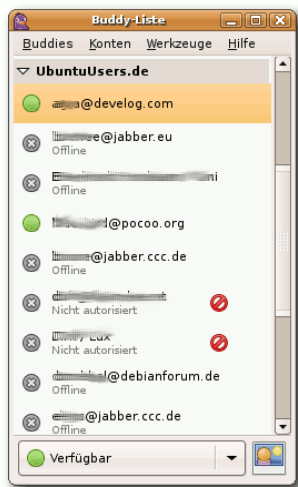 Buddy-Liste
Buddies Konten Werkzeuge Hilfe
UbuntuUsers.de
@develog.com
@jabber.eu
Offline
Offline
@pocoo.org
@jabber.ccc.de
Offline
Nicht autorisiert
Lux
Nicht autorisiert
@debianforum.de
Offline
@jabber.ccc.de
Offline
Verfügbar